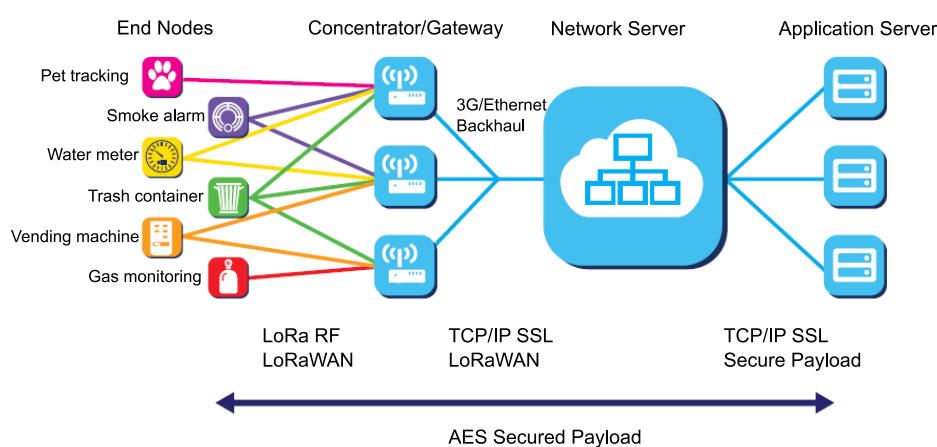 End Nodes
Concentrator/Gateway
Network Server
Application Server
Pet tracking
Smoke alarm
Water meter
Trash container
Vending machine
Gas monitoring
3G/Ethernet
Backhaul
LoRa RF
LoRaWAN
TCP/IP SSL
LoRaWAN
TCP/IP SSL
Secure Payload
AES Secured Payload